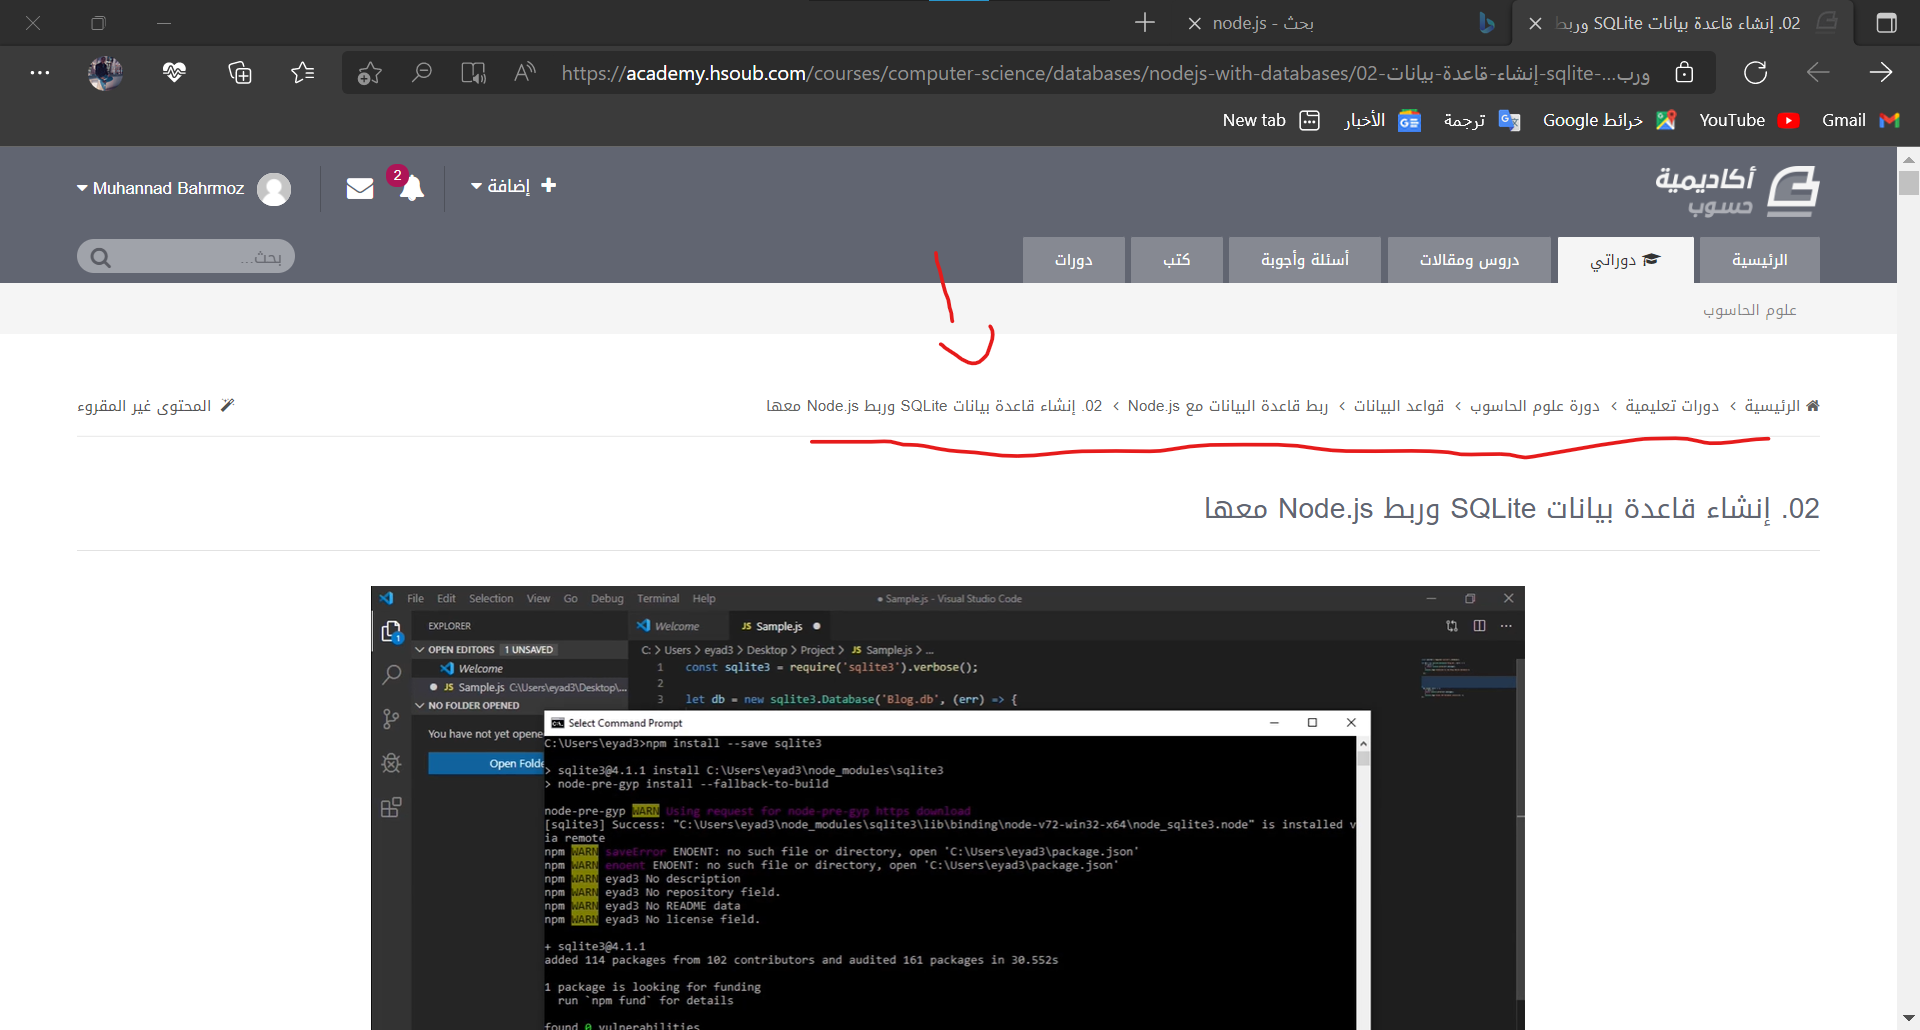 02. إنشاء قاعدة بيانات SQLite وربط
بحث - node.js
https://academy.hsoub.com/courses/computer-science/databases/nodejs-with-databases/02-إنشاء-قاعدة-بيانات-sqlite-...ورب
Gmail
YouTube
خرائط Google
ترجمة
الأخبار
New tab
أكاديمية
حسوب
إضافة
2
Muhannad Bahrmoz
الرئيسية
دوراتي
دروس ومقالات
أسئلة وأجوبة
كتب
دورات
بحث...
علوم الحاسوب
الرئيسية › دورات تعليمية › دورة علوم الحاسوب › قواعد البيانات › ربط قاعدة البيانات مع Node.js › 02. إنشاء قاعدة بيانات SQLite وربط Node.js معها
المحتوى غير المقروء
02. إنشاء قاعدة بيانات SQLite وربط Node.js معها
File Edit Selection View Go Debug Terminal Help
● Sample.js - Visual Studio Code
EXPLORER
Welcome
JS Sample.js ●
OPEN EDITORS 1 UNSAVED
C: > Users > eyad3 > Desktop > Project > JS Sample.js > ...
Welcome
1 const sqlite3 = require('sqlite3').verbose();
2
● JS Sample.js C:\Users\eyad3\Desktop\...
3 let db = new sqlite3.Database('Blog.db', (err) => {
NO FOLDER OPENED
1
You have not yet opene
Open Folde
Select Command Prompt
C:\Users\eyad3>npm install --save sqlite3
> sqlite3@4.1.1 install C:\Users\eyad3\node_modules\sqlite3
> node-pre-gyp install --fallback-to-build
node-pre-gyp WARN Using request for node-pre-gyp https download
[sqlite3] Success: "C:\Users\eyad3\node_modules\sqlite3\lib\binding\node-v72-win32-x64\node_sqlite3.node" is installed v
ia remote
npm WARN saveError ENOENT: no such file or directory, open 'C:\Users\eyad3\package.json'
npm WARN enoent ENOENT: no such file or directory, open 'C:\Users\eyad3\package.json'
npm WARN eyad3 No description
npm WARN eyad3 No repository field.
npm WARN eyad3 No README data
npm WARN eyad3 No license field.
+ sqlite3@4.1.1
added 114 packages from 102 contributors and audited 161 packages in 30.552s
1 package is looking for funding
run `npm fund` for details
found 0 vulnerabilities